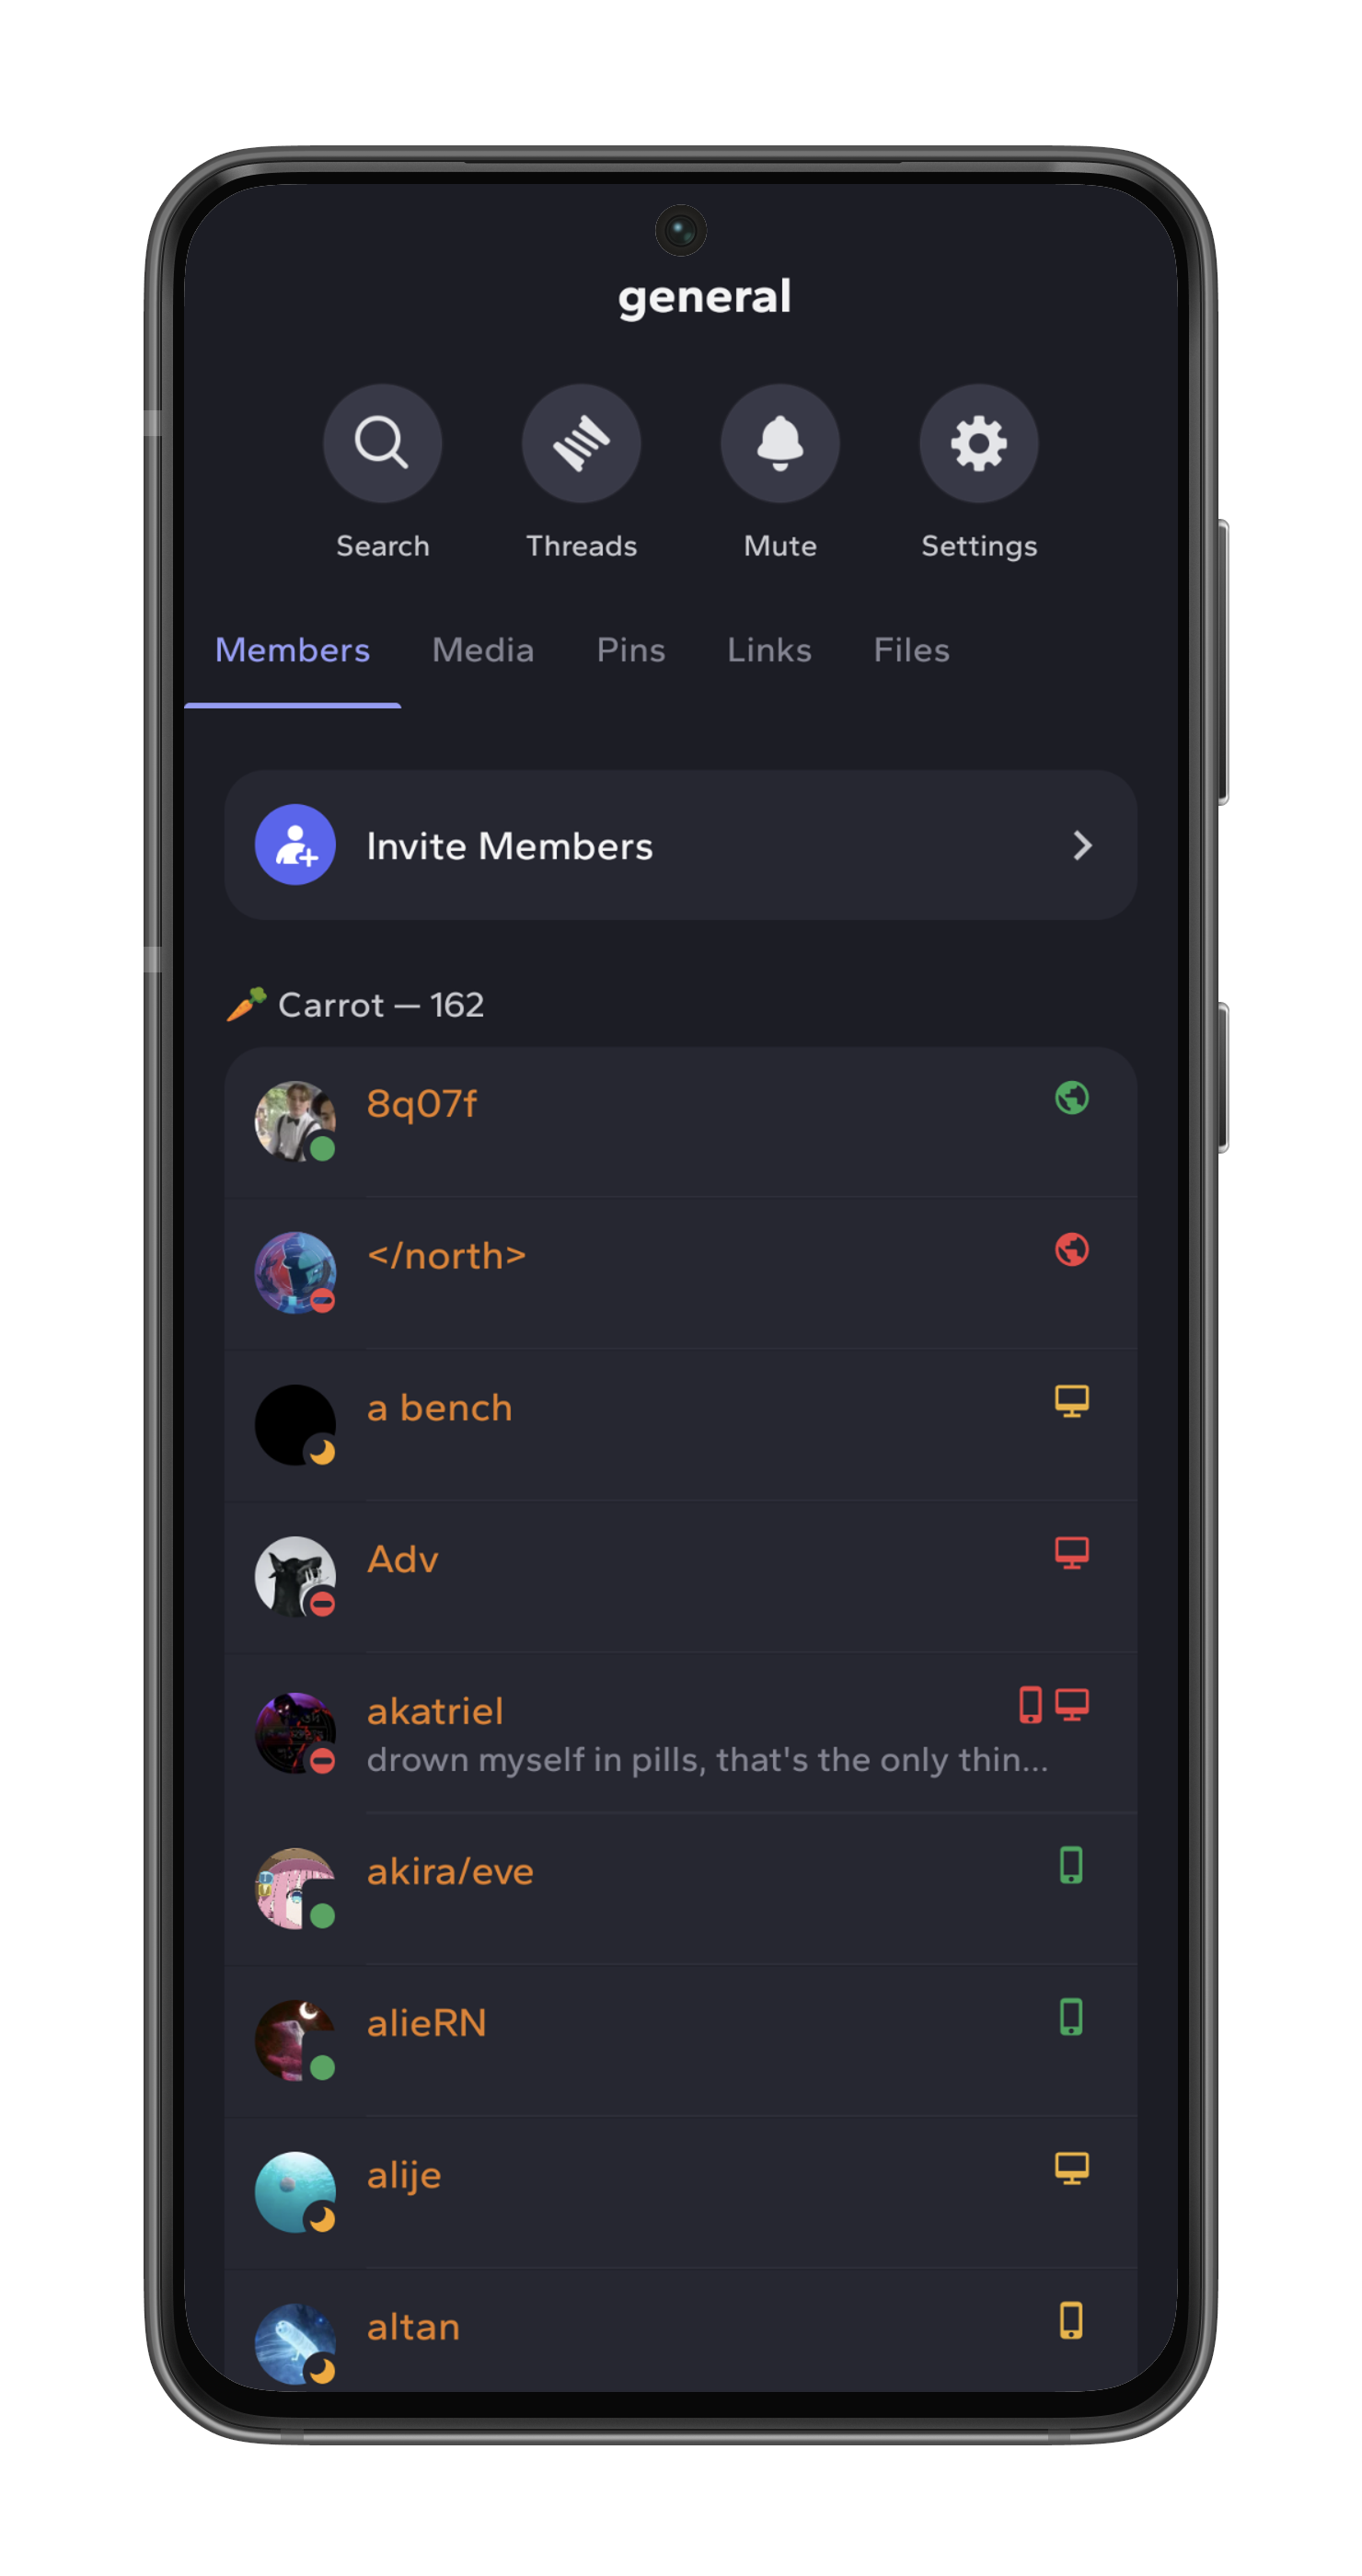 general
Search Threads Mute Settings
Members Media Pins Links Files
Invite Members
🥕 Carrot — 162
8q07f
</north>
a bench
Adv
akatriel
drown myself in pills, that's the only thin...
akira/eve
alieRN
alije
altan